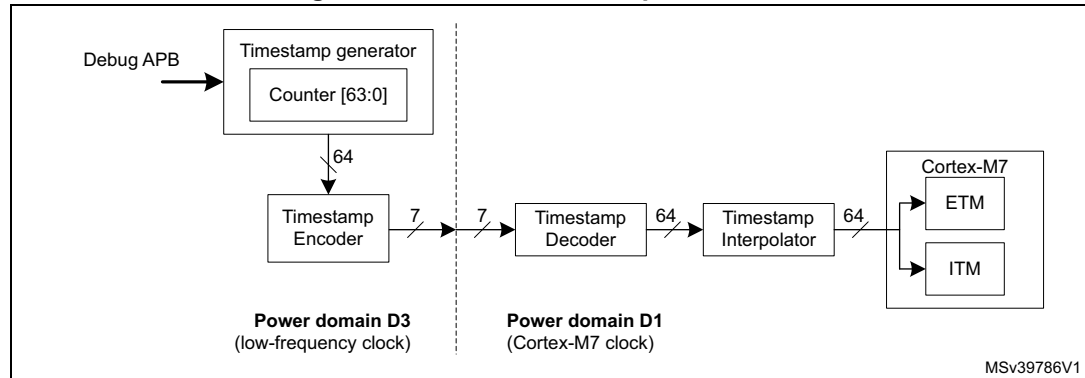 Debug APB
Timestamp generator
Counter [63:0]
64
Cortex-M7
ETM
ITM
Timestamp
Encoder
7
7
Timestamp
Decoder
64
Timestamp
Interpolator
64
Power domain D3
(low-frequency clock)
Power domain D1
(Cortex-M7 clock)
MSv39786V1